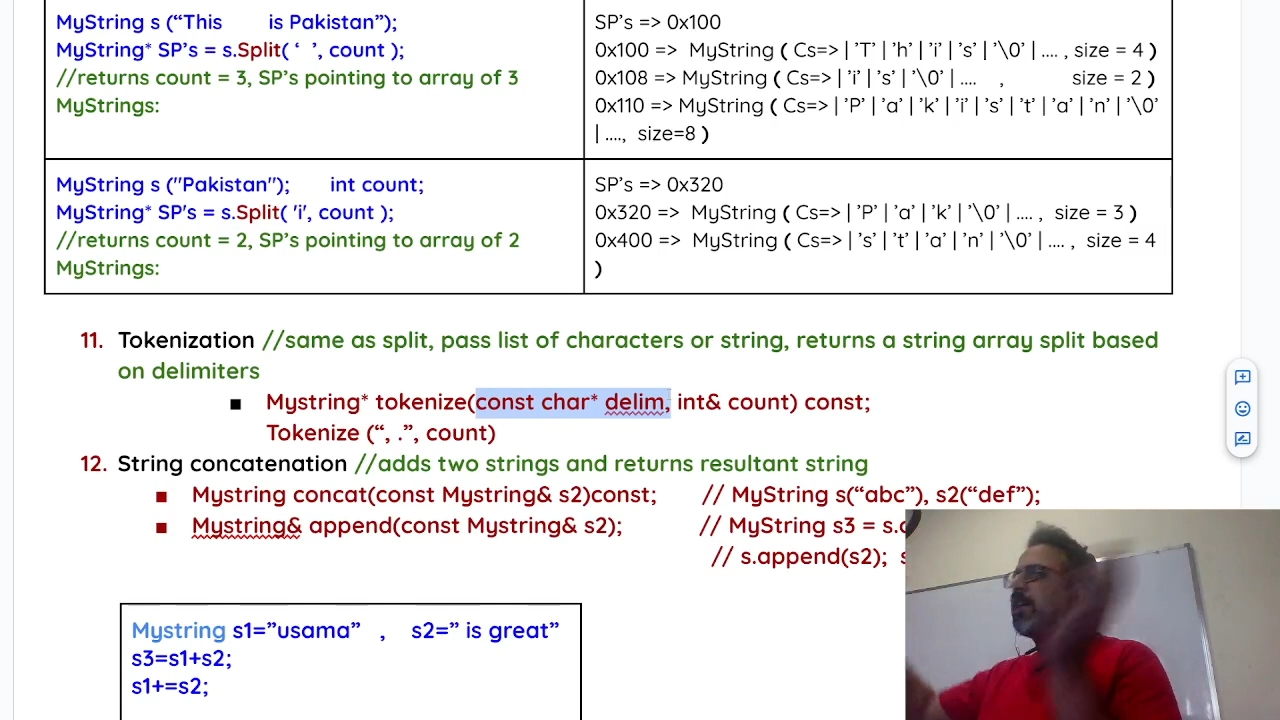 MyString s (“This is Pakistan”);
MyString* SP’s = s.Split( ‘ ’, count );
//returns count = 3, SP’s pointing to array of 3
MyStrings:
SP’s => 0x100
0x100 => MyString ( Cs=> | ’T’ | ’h’ | ’i’ | ’s’ | ’\0’ | .... , size = 4 )
0x108 => MyString ( Cs=> | ’i’ | ’s’ | ’\0’ | .... , size = 2 )
0x110 => MyString ( Cs=> | ’P’ | ’a’ | ’k’ | ’i’ | ’s’ | ’t’ | ’a’ | ’n’ | ’\0’
| ...., size=8 )
MyString s ("Pakistan"); int count;
MyString* SP's = s.Split( 'i', count );
//returns count = 2, SP’s pointing to array of 2
MyStrings:
SP’s => 0x320
0x320 => MyString ( Cs=> | ’P’ | ’a’ | ’k’ | ’\0’ | .... , size = 3 )
0x400 => MyString ( Cs=> | ’s’ | ’t’ | ’a’ | ’n’ | ’\0’ | .... , size = 4
)
11. Tokenization //same as split, pass list of characters or string, returns a string array split based
on delimiters
■ Mystring* tokenize(const char* delim, int& count) const;
Tokenize (“, .”, count)
12. String concatenation //adds two strings and returns resultant string
■ Mystring concat(const Mystring& s2)const; // MyString s(“abc”), s2(“def”);
■ Mystring& append(const Mystring& s2); // MyString s3 = s.
// s.append(s2);
Mystring s1=”usama” , s2=” is great”
s3=s1+s2;
s1+=s2;